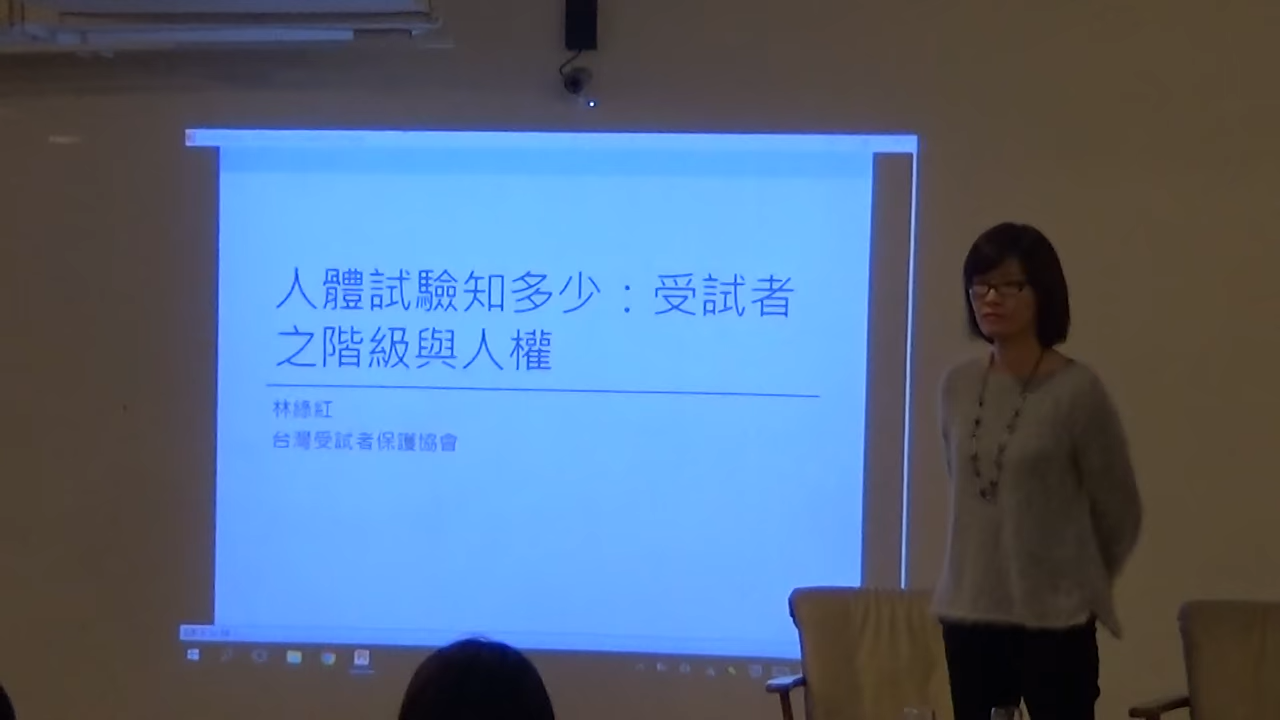 人體試驗知多少：受試者
之階級與人權
林綠紅
台灣受試者保護協會